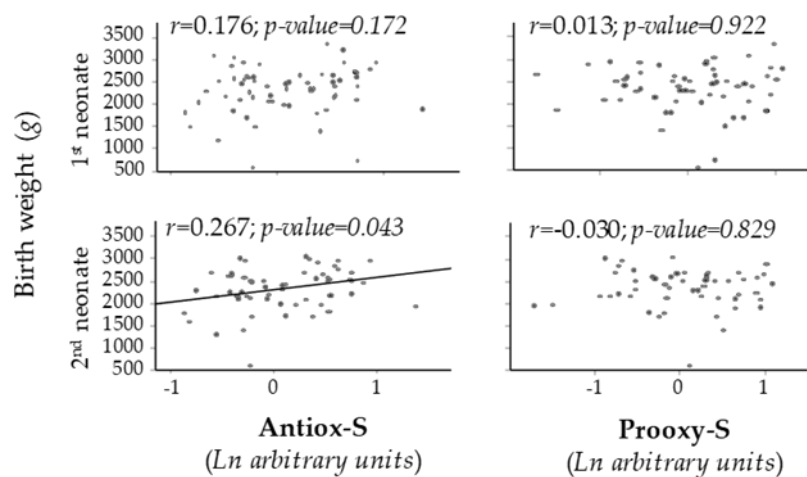 r=0.176; p-value=0.172
r=0.013; p-value=0.922
Birth weight (g)
1st neonate
3500
3000
2500
2000
1500
1000
500
r=0.267; p-value=0.043
r=-0.030; p-value=0.829
2nd neonate
3500
3000
2500
2000
1500
1000
500
-1 0 1
-1 0 1
Antiox-S
(Ln arbitrary units)
Prooxy-S
(Ln arbitrary units)